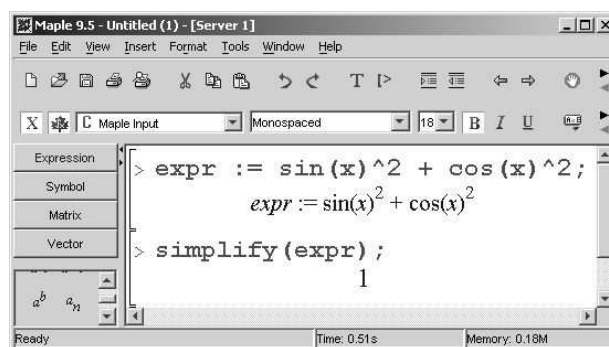 Maple 9.5 - Untitled (1) - [Server 1]
File Edit View Insert Format Tools Window Help
T [>
X C Maple Input Monospaced 18 B I U
Expression
Symbol
Matrix
Vector
a^b a_n
> expr := sin(x)^2 + cos(x)^2;
expr := sin(x)² + cos(x)²
> simplify(expr);
1
Ready Time: 0.51s Memory: 0.18M